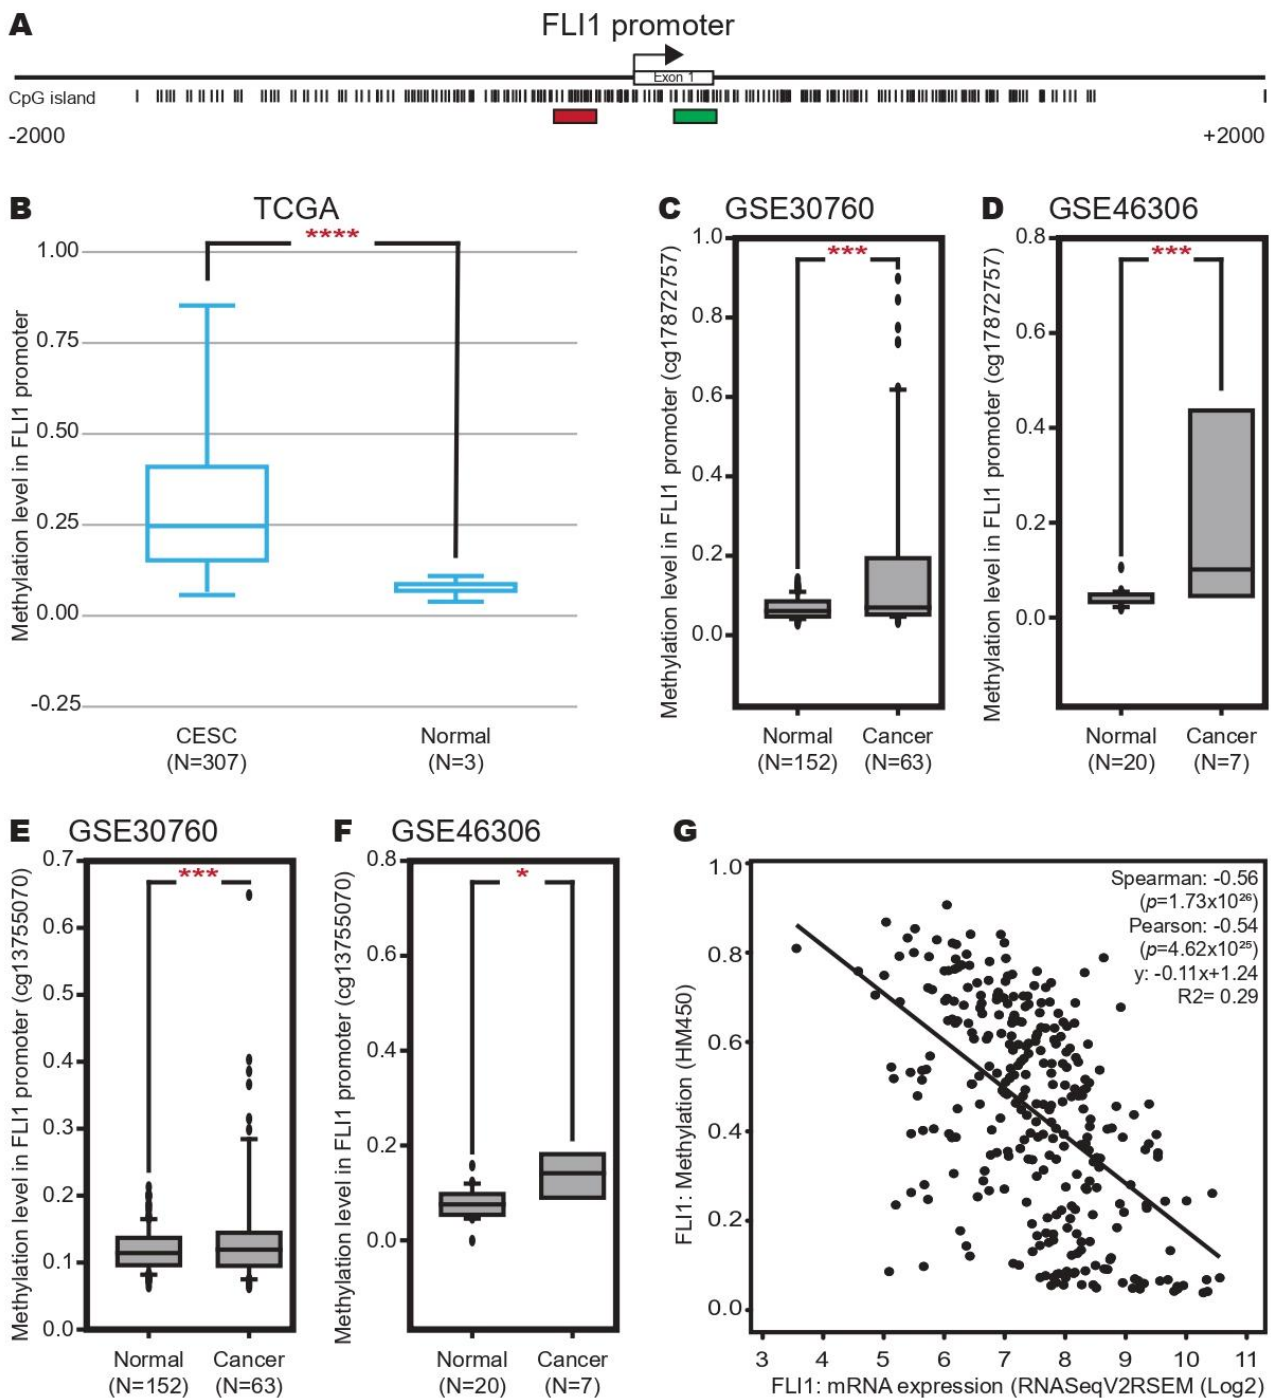 A
FLI1 promoter
Exon 1
CpG island
-2000
+2000
B
TCGA
****
1.00
0.75
0.50
0.25
0.00
-0.25
Methylation level in FLI1 promoter
CESC
(N=307)
Normal
(N=3)
C
GSE30760
***
1.0
0.8
0.6
0.4
0.2
0.0
Methylation level in FLI1 promoter (cg17872757)
Normal
(N=152)
Cancer
(N=63)
D
GSE46306
***
0.8
0.6
0.4
0.2
0.0
Methylation level in FLI1 promoter (cg17872757)
Normal
(N=20)
Cancer
(N=7)
E
GSE30760
***
0.7
0.6
0.5
0.4
0.3
0.2
0.1
0.0
Methylation level in FLI1 promoter (cg13755070)
Normal
(N=152)
Cancer
(N=63)
F
GSE46306
*
0.8
0.6
0.4
0.2
0.0
Methylation level in FLI1 promoter (cg13755070)
Normal
(N=20)
Cancer
(N=7)
G
1.0
0.8
0.6
0.4
0.2
0.0
FLI1: Methylation (HM450)
Spearman: -0.56
(p=1.73x10²⁶)
Pearson: -0.54
(p=4.62x10²⁵)
y: -0.11x+1.24
R2= 0.29
3 4 5 6 7 8 9 10 11
FLI1: mRNA expression (RNASeqV2RSEM (Log2)